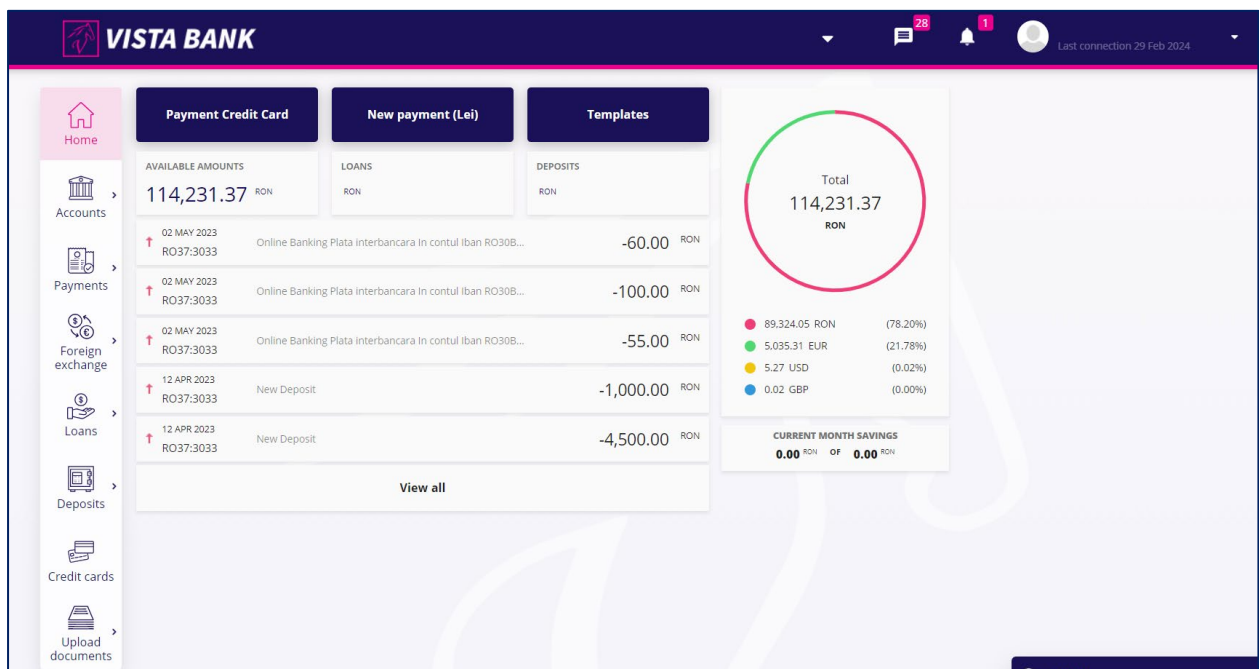 VISTA BANK
28
1
Last connection 29 Feb 2024
Home
Accounts
Payments
Foreign
exchange
Loans
Deposits
Credit cards
Upload
documents
Payment Credit Card
New payment (Lei)
Templates
AVAILABLE AMOUNTS
114,231.37 RON
LOANS
RON
DEPOSITS
RON
02 MAY 2023
RO37:3033
Online Banking Plata interbancara In contul Iban RO30B...
-60.00 RON
02 MAY 2023
RO37:3033
Online Banking Plata interbancara In contul Iban RO30B...
-100.00 RON
02 MAY 2023
RO37:3033
Online Banking Plata interbancara In contul Iban RO30B...
-55.00 RON
12 APR 2023
RO37:3033
New Deposit
-1,000.00 RON
12 APR 2023
RO37:3033
New Deposit
-4,500.00 RON
View all
Total
114,231.37
RON
89,324.05 RON (78.20%)
5,035.31 EUR (21.78%)
5.27 USD (0.02%)
0.02 GBP (0.00%)
CURRENT MONTH SAVINGS
0.00 RON OF 0.00 RON